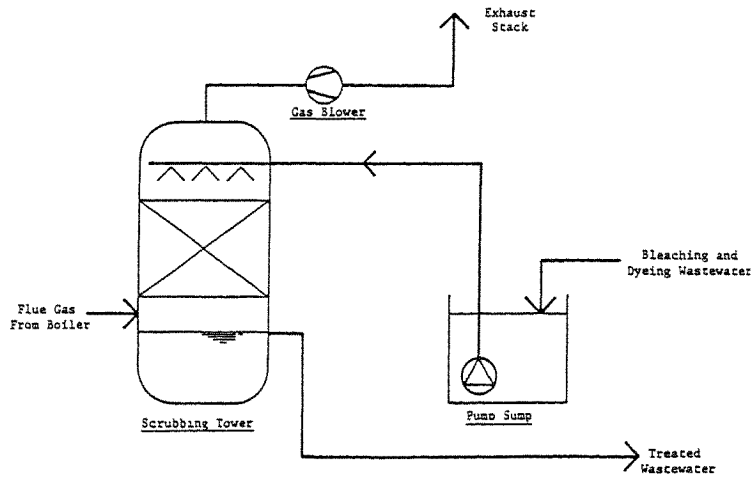 Exhaust
Stack
Gas Blower
Bleaching and
Dyeing Wastewater
Flue Gas
From Boiler
Scrubbing Tower
Pump Sump
Treated
Wastewater